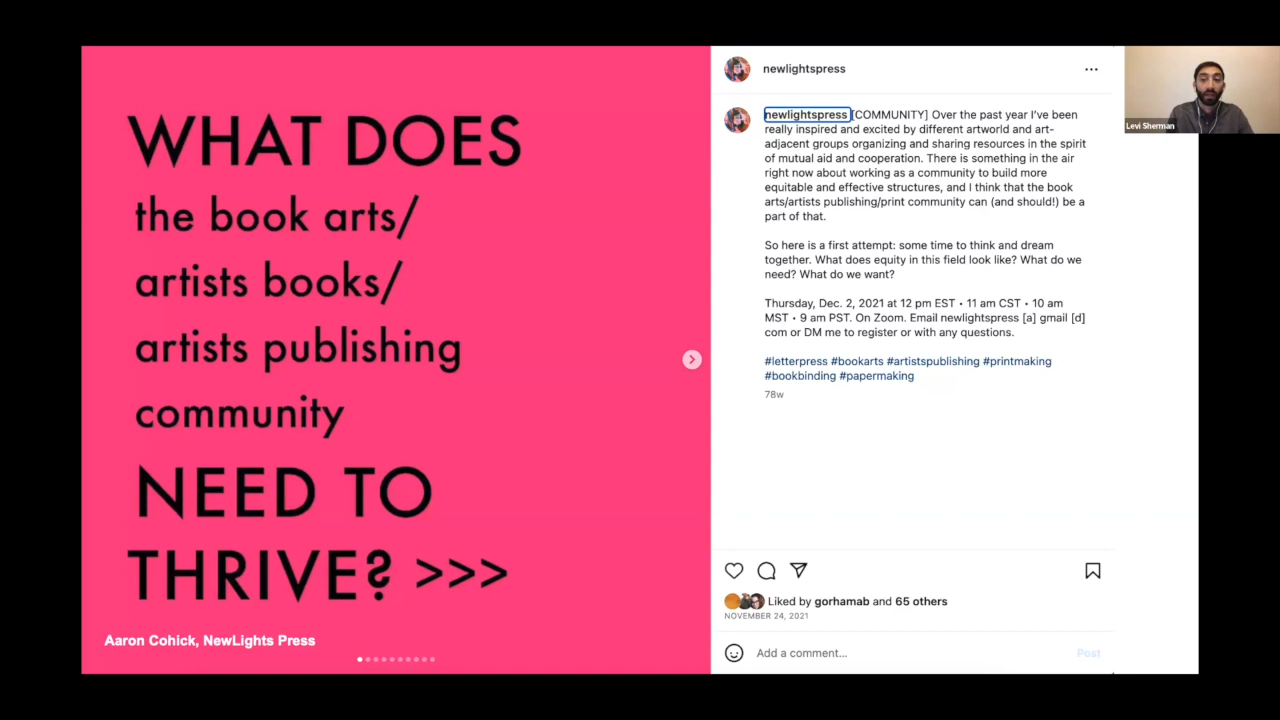 WHAT DOES
the book arts/
artists books/
artists publishing
community
NEED TO
THRIVE? >>>
Aaron Cohick, NewLights Press
newlightspress
newlightspress [COMMUNITY] Over the past year I've been
really inspired and excited by different artworld and art-
adjacent groups organizing and sharing resources in the spirit
of mutual aid and cooperation. There is something in the air
right now about working as a community to build more
equitable and effective structures, and I think that the book
arts/artists publishing/print community can (and should!) be a
part of that.
So here is a first attempt: some time to think and dream
together. What does equity in this field look like? What do we
need? What do we want?
Thursday, Dec. 2, 2021 at 12 pm EST • 11 am CST • 10 am
MST • 9 am PST. On Zoom. Email newlightspress [a] gmail [d]
com or DM me to register or with any questions.
#letterpress #bookarts #artistspublishing #printmaking
#bookbinding #papermaking
78w
Liked by gorhamab and 65 others
NOVEMBER 24, 2021
Add a comment...
Post
Levi Sherman